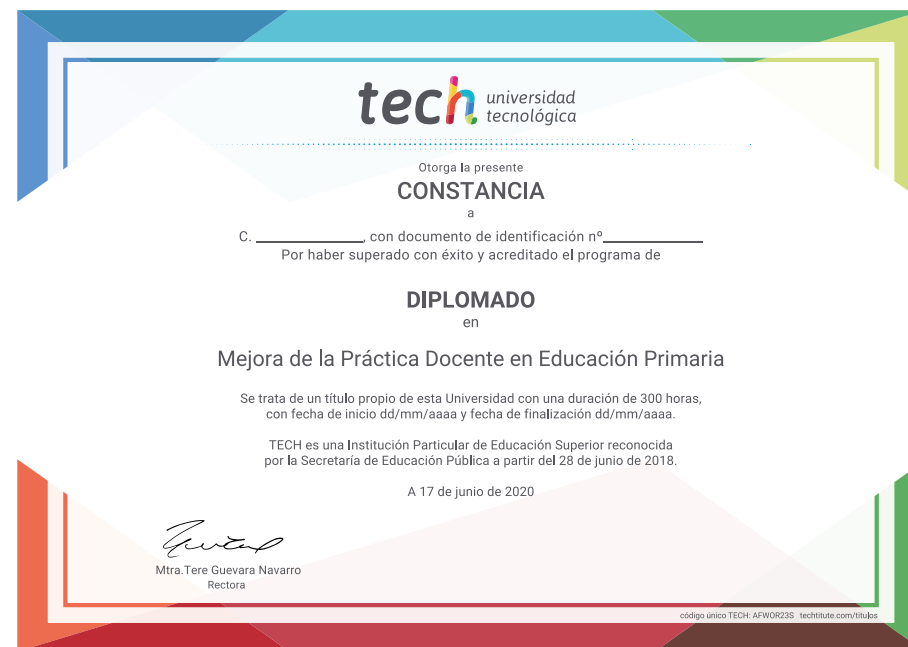 tech universidad
tecnológica
Otorga la presente
CONSTANCIA
a
C. ____________, con documento de identificación nº____________
Por haber superado con éxito y acreditado el programa de
DIPLOMADO
en
Mejora de la Práctica Docente en Educación Primaria
Se trata de un título propio de esta Universidad con una duración de 300 horas,
con fecha de inicio dd/mm/aaaa y fecha de finalización dd/mm/aaaa.
TECH es una Institución Particular de Educación Superior reconocida
por la Secretaría de Educación Pública a partir del 28 de junio de 2018.
A 17 de junio de 2020
Mtra.Tere Guevara Navarro
Rectora
código único TECH: AFWOR23S techtitute.com/titulos